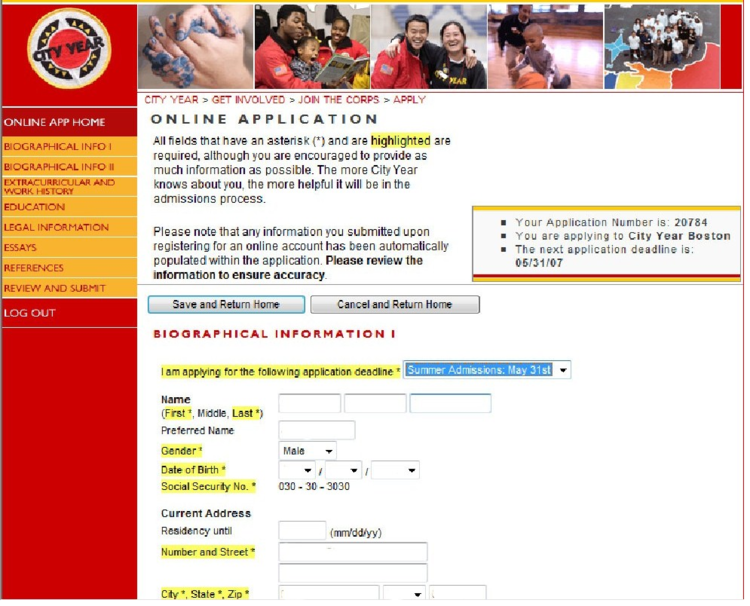 CITY YEAR
YEAR
CITY YEAR > GET INVOLVED > JOIN THE CORPS > APPLY
ONLINE APPLICATION
All fields that have an asterisk (*) and are highlighted are
required, although you are encouraged to provide as
much information as possible. The more City Year
knows about you, the more helpful it will be in the
admissions process.
Please note that any information you submitted upon
registering for an online account has been automatically
populated within the application. Please review the
information to ensure accuracy.
Your Application Number is: 20784
You are applying to City Year Boston
The next application deadline is:
05/31/07
ONLINE APP HOME
BIOGRAPHICAL INFO I
BIOGRAPHICAL INFO II
EXTRACURRICULAR AND
WORK HISTORY
EDUCATION
LEGAL INFORMATION
ESSAYS
REFERENCES
REVIEW AND SUBMIT
LOG OUT
Save and Return Home Cancel and Return Home
BIOGRAPHICAL INFORMATION I
I am applying for the following application deadline * Summer Admissions: May 31st
Name
(First *, Middle, Last *)
Preferred Name
Gender * Male
Date of Birth * / /
Social Security No. * 030 - 30 - 3030
Current Address
Residency until (mm/dd/yy)
Number and Street *
City *, State *, Zip *